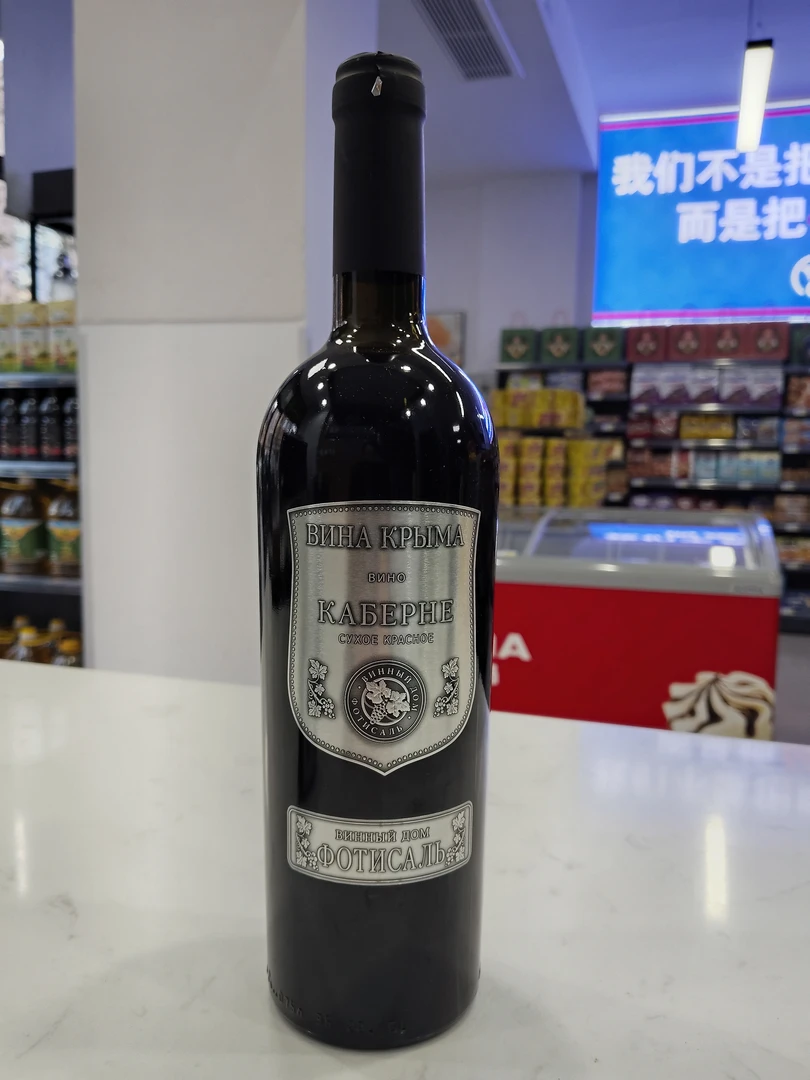 我们不是把
而是把
ВИНА КРЫМА
ВИНО
КАБЕРНЕ
СУХОЕ КРАСНОЕ
ВИННЫЙ ДОМ
ФОТИСАЛЬ
ВИННЫЙ ДОМ
ФОТИСАЛЬ